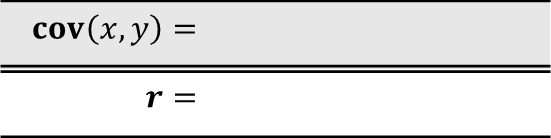 cov(x, y) =
r =